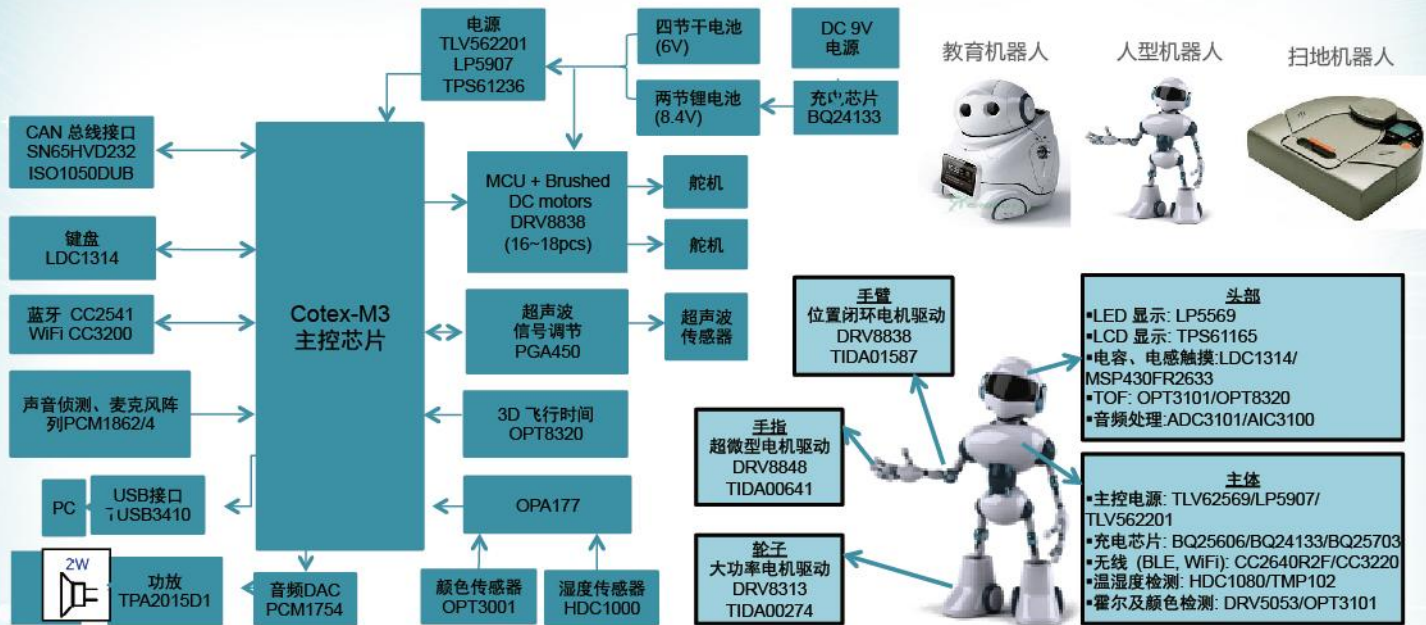 电源
TLV562201
LP5907
TPS61236
四节干电池
(6V)
DC 9V
电源
两节锂电池
(8.4V)
充电芯片
BQ24133
教育机器人
人型机器人
扫地机器人
CAN 总线接口
SN65HVD232
ISO1050DUB
键盘
LDC1314
蓝牙 CC2541
WiFi CC3200
声音侦测、麦克风阵
列PCM1862/4
PC
USB接口
TUSB3410
2W
功放
TPA2015D1
音频DAC
PCM1754
Cotex-M3
主控芯片
MCU + Brushed
DC motors
DRV8838
(16~18pcs)
舵机
舵机
超声波
信号调节
PGA450
超声波
传感器
3D 飞行时间
OPT8320
OPA177
颜色传感器
OPT3001
湿度传感器
HDC1000
手臂
位置闭环电机驱动
DRV8838
TIDA01587
手指
超微型电机驱动
DRV8848
TIDA00641
轮子
大功率电机驱动
DRV8313
TIDA00274
头部
▪LED 显示: LP5569
▪LCD 显示: TPS61165
▪电容、电感触摸:LDC1314/
MSP430FR2633
▪TOF: OPT3101/OPT8320
▪音频处理:ADC3101/AIC3100
主体
▪主控电源: TLV62569/LP5907/
TLV562201
▪充电芯片: BQ25606/BQ24133/BQ25703
▪无线 (BLE, WiFi): CC2640R2F/CC3220
▪温湿度检测: HDC1080/TMP102
▪霍尔及颜色检测: DRV5053/OPT3101